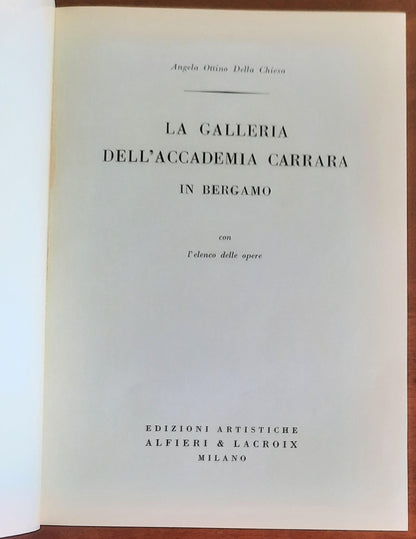 Angela Ottino Della Chiesa
LA GALLERIA
DELL'ACCADEMIA CARRARA
IN BERGAMO
con
l'elenco delle opere
EDIZIONI ARTISTICHE
ALFIERI & LACROIX
MILANO